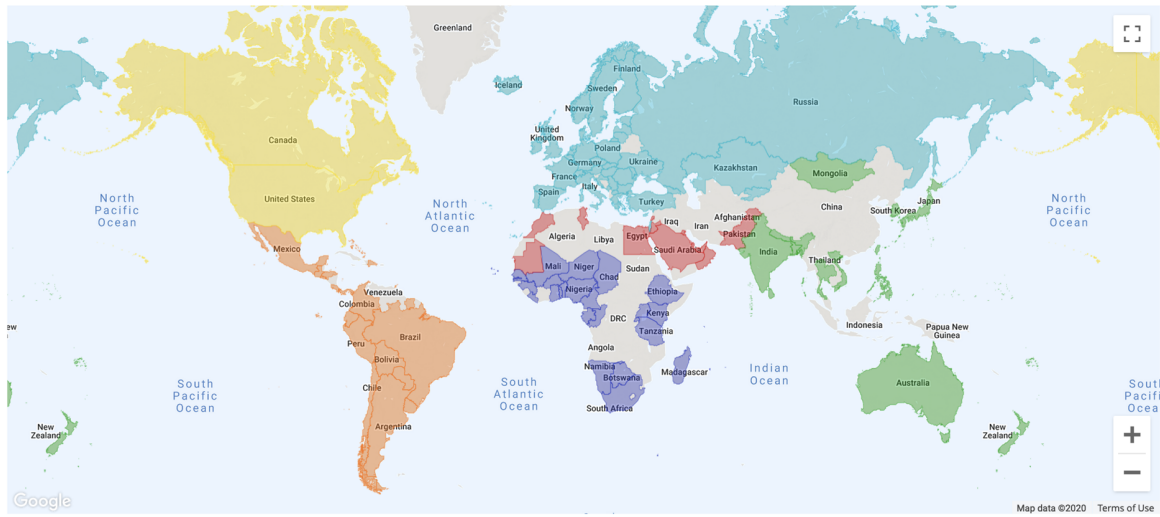 Greenland
Iceland
Finland
Sweden
Norway
Russia
Canada
United
Kingdom
Poland
Germany
Ukraine
France
Kazakhstan
Mongolia
Italy
Spain
Turkey
United States
China
Japan
South Korea
North
Pacific
Ocean
North
Atlantic
Ocean
North
Pacific
Ocean
Iraq
Iran
Afghanistan
Pakistan
Algeria
Libya
Egypt
Saudi Arabia
India
Mexico
Mali
Niger
Chad
Sudan
Thailand
Nigeria
Ethiopia
Venezuela
Colombia
Kenya
DRC
Tanzania
Indonesia
Papua New
Guinea
ew
Brazil
Peru
Bolivia
Angola
Namibia
Botswana
Madagascar
Indian
Ocean
Australia
South
Pacific
Ocean
South
Atlantic
Ocean
Chile
South Africa
Argentina
Sout
Pacifi
Ocea
New
Zealand
New
Zealand
+
−
Google
Map data ©2020 Terms of Use